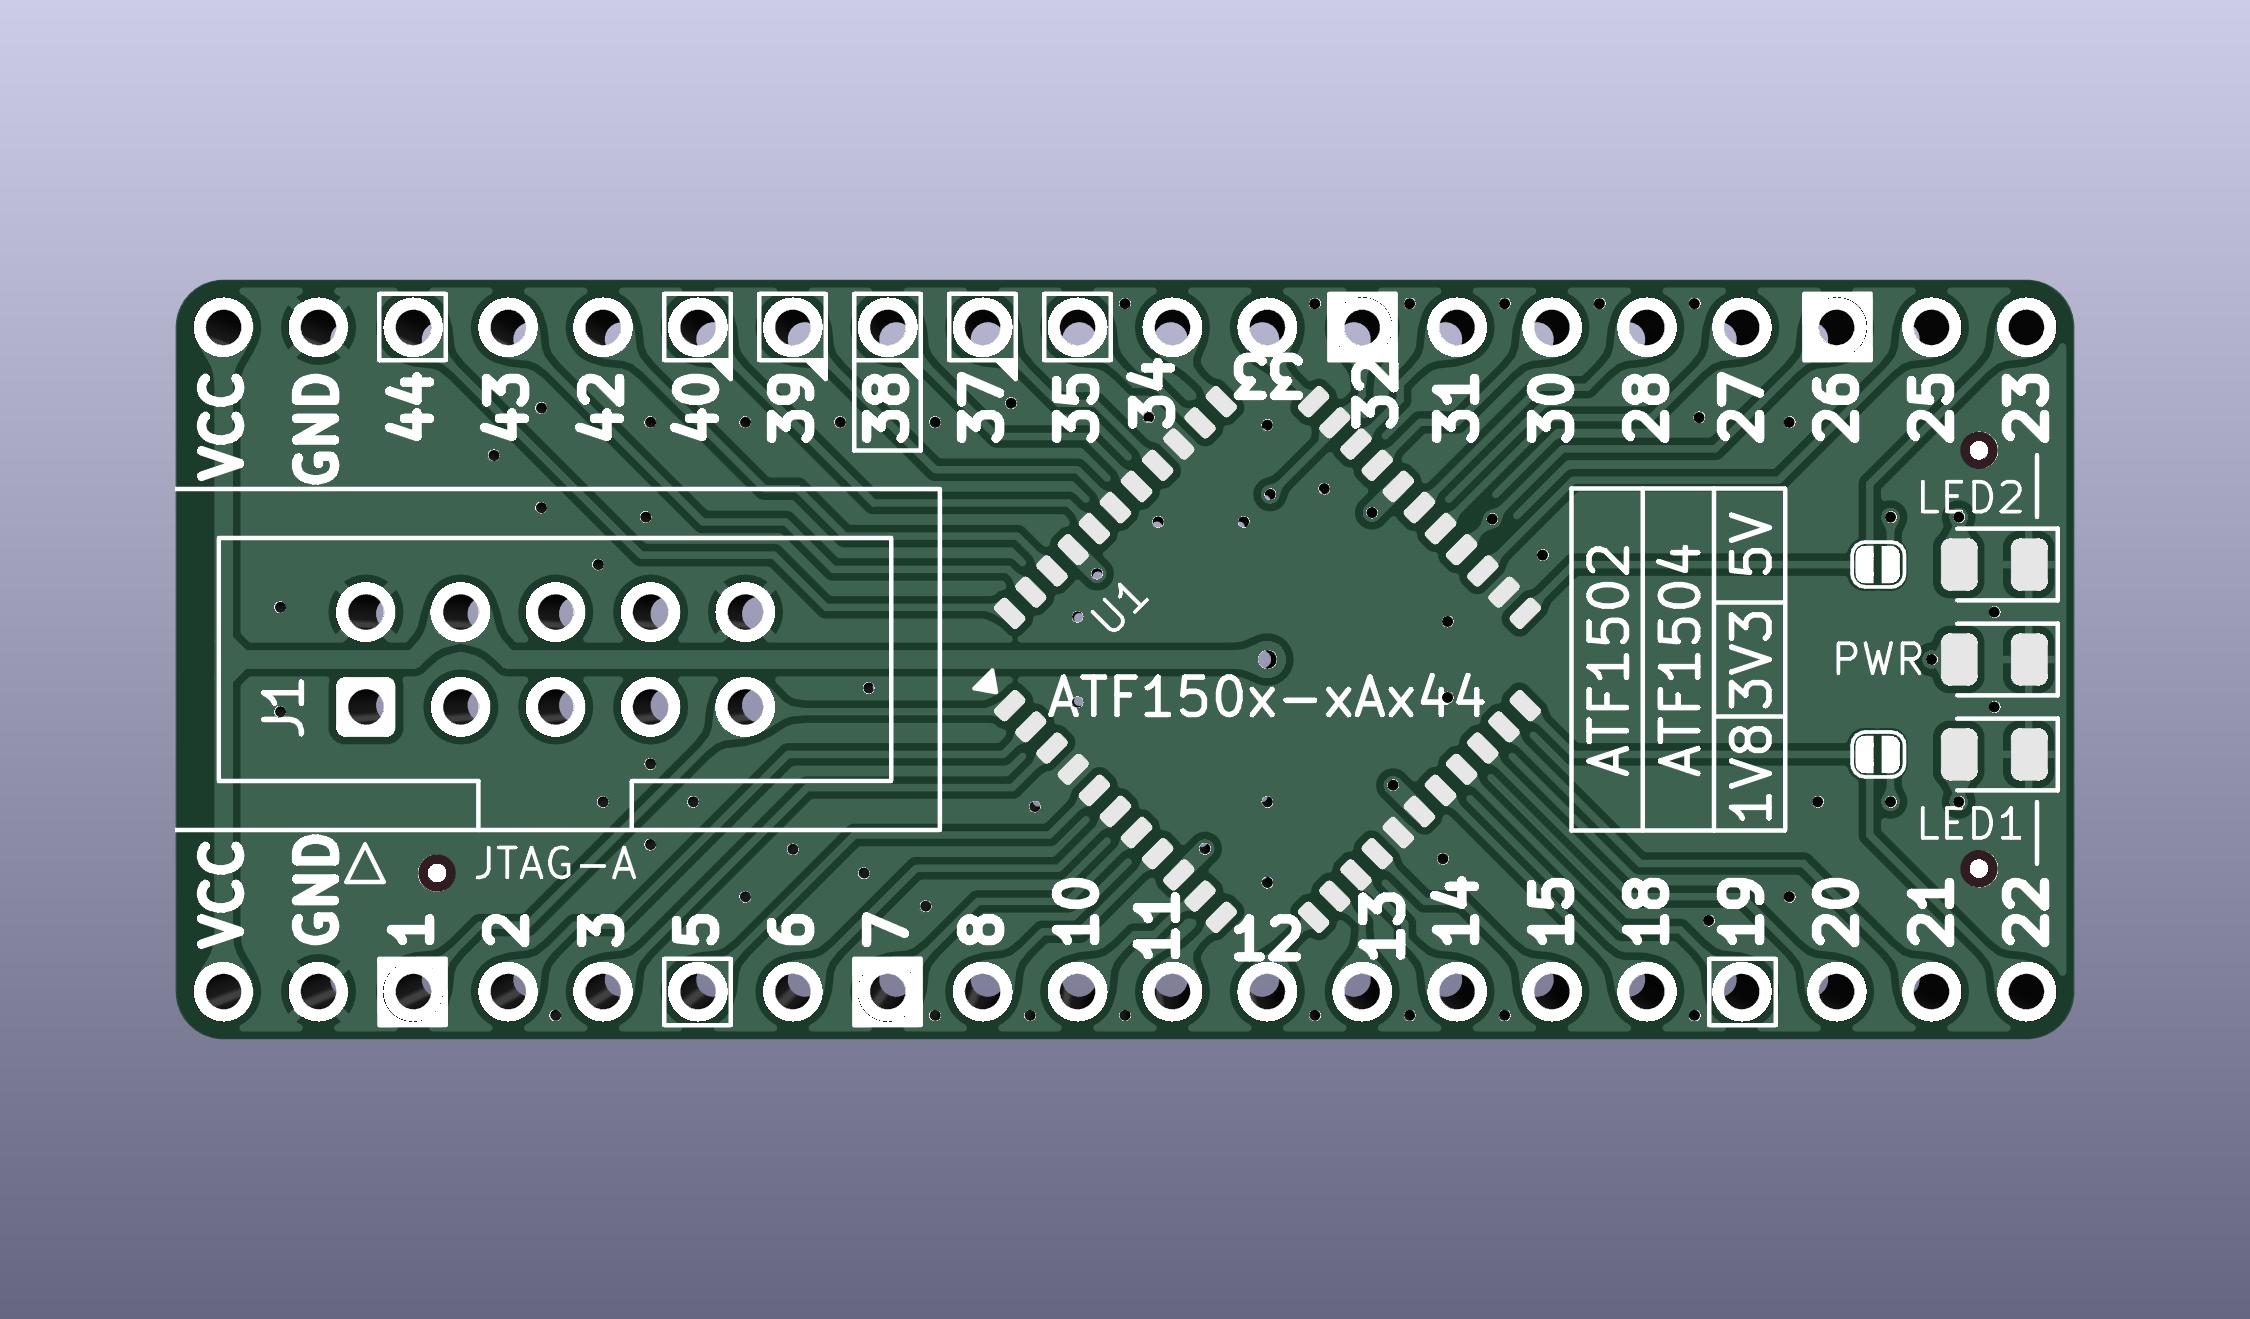 VCC GND 44 43 42 40 39 38 37 35 34 33 32 31 30 28 27 26 25 23
LED2
U1
ATF1502
ATF1504
1V8 3V3 5V
PWR
J1
ATF150x-xAx44
LED1
JTAG-A
VCC GND 1 2 3 5 6 7 8 10 11 12 13 14 15 18 19 20 21 22